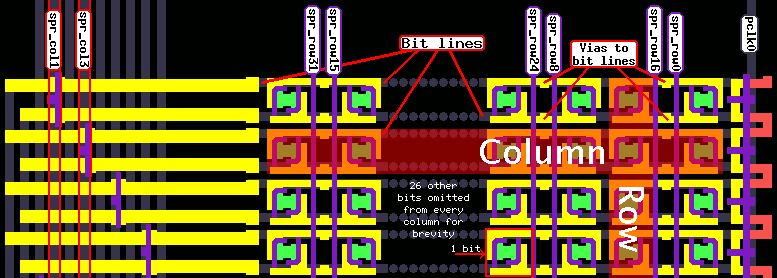 spr_col1
spr_col3
spr_row31
spr_row5
Bit lines
spr_row24
spr_row8
Vias to
bit lines
spr_row16
spr_row0
pclk0
Column
26 other
bits omitted
from every
column for
brevity
1 bit
Row